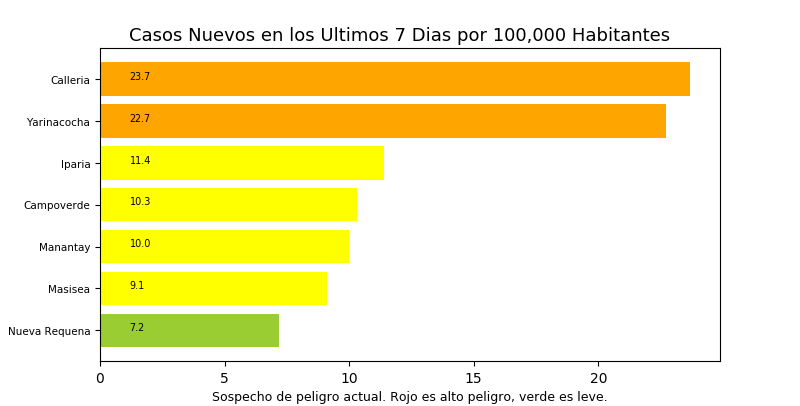 Casos Nuevos en los Ultimos 7 Dias por 100,000 Habitantes
Calleria 23.7
Yarinacocha 22.7
Iparia 11.4
Campoverde 10.3
Manantay 10.0
Masisea 9.1
Nueva Requena 7.2
0 5 10 15 20
Sospecho de peligro actual. Rojo es alto peligro, verde es leve.